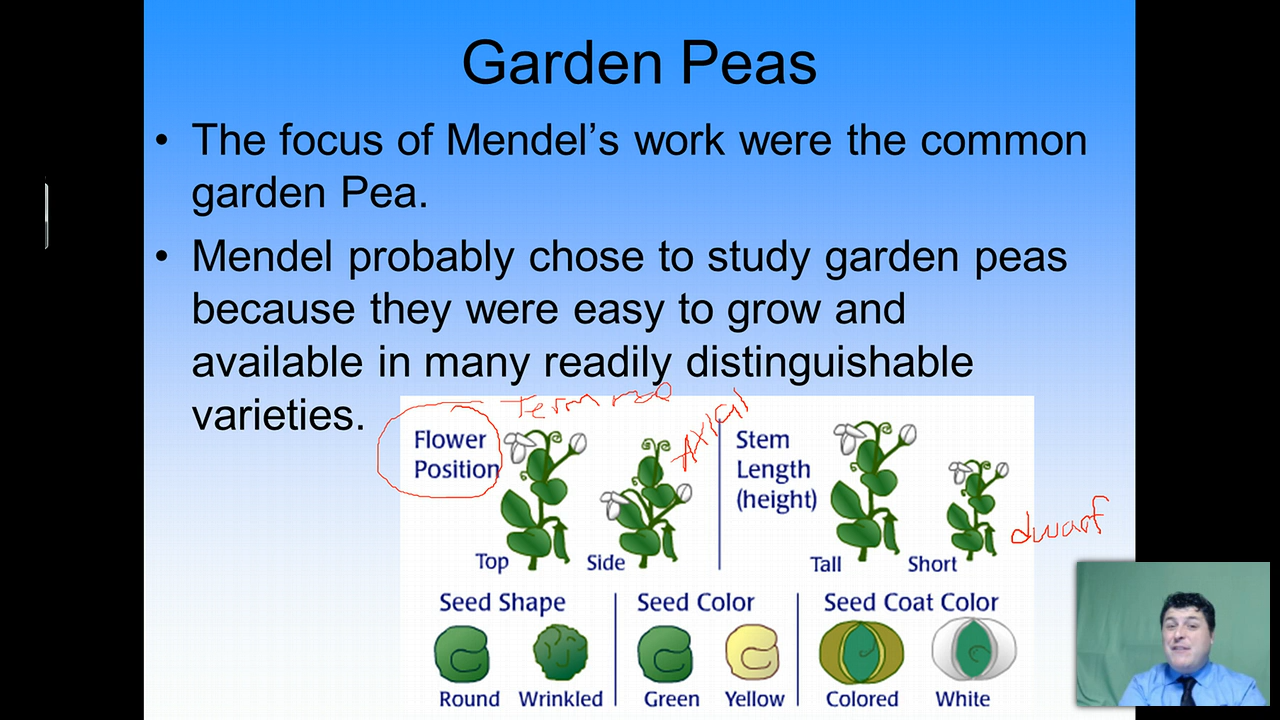 Garden Peas
• The focus of Mendel's work were the common
garden Pea.
• Mendel probably chose to study garden peas
because they were easy to grow and
available in many readily distinguishable
varieties.
Flower
Position
Axial
Top
Side
Stem
Length
(height)
Tall
Short
dwarf
Seed Shape
Round
Wrinkled
Seed Color
Green
Yellow
Seed Coat Color
Colored
White